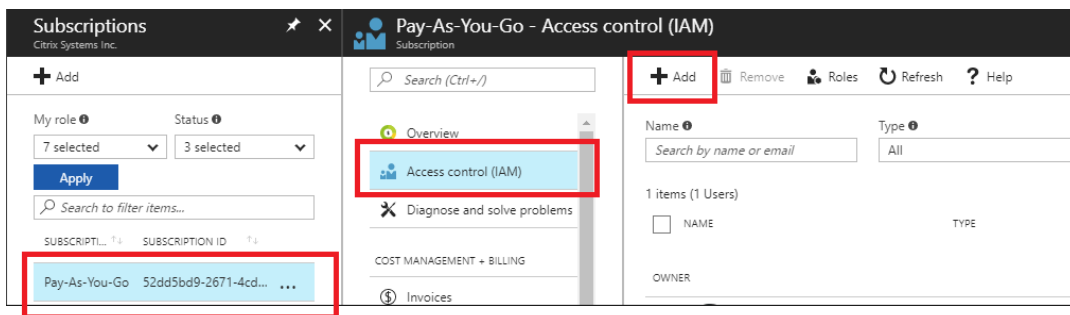 Subscriptions
Citrix Systems Inc.
Add
My role Status
7 selected 3 selected
Apply
Search to filter items...
SUBSCRIPTI... SUBSCRIPTION ID
Pay-As-You-Go 52dd5bd9-2671-4cd... ...
Pay-As-You-Go - Access control (IAM)
Subscription
Search (Ctrl+/)
Overview
Access control (IAM)
Diagnose and solve problems
COST MANAGEMENT + BILLING
Invoices
Add Remove Roles Refresh ? Help
Name Type
Search by name or email All
1 items (1 Users)
NAME TYPE
OWNER